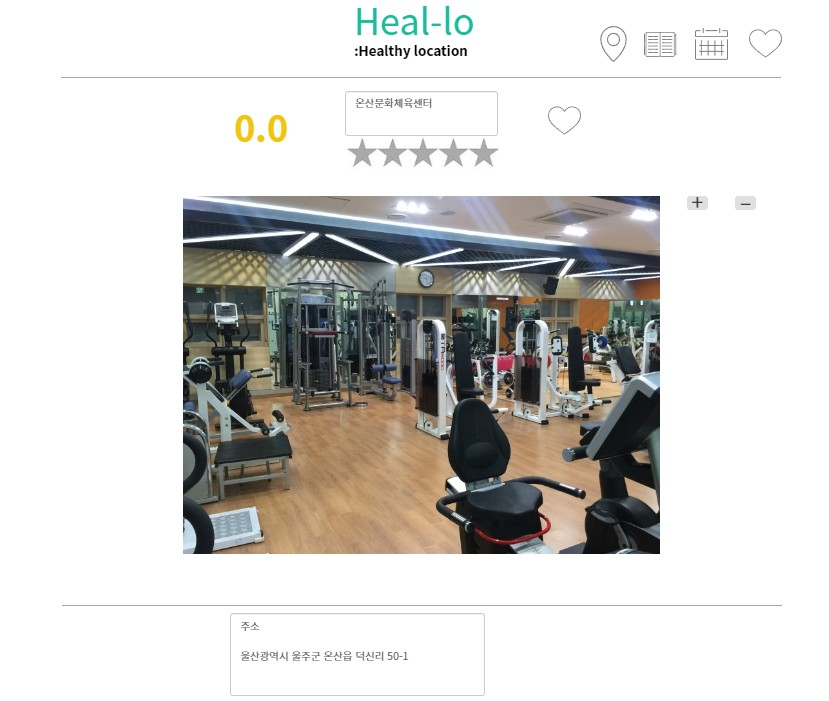 Heal-lo
:Healthy location
0.0
온산문화체육센터
+
–
주소
울산광역시 울주군 온산읍 덕신리 50-1